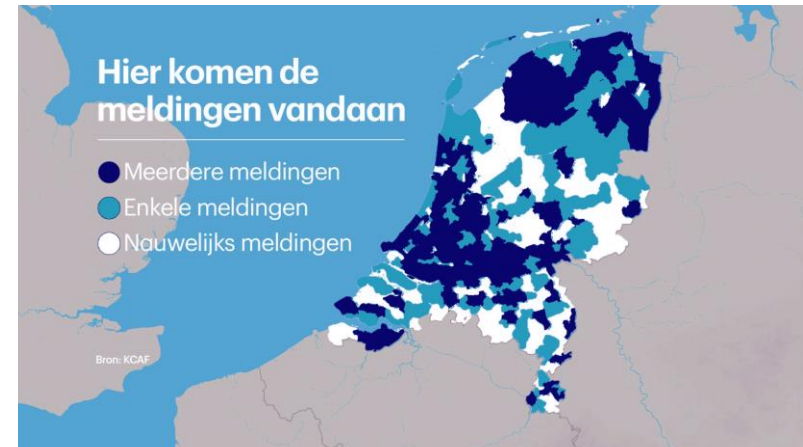 Hier komen de
meldingen vandaan
Meerdere meldingen
Enkele meldingen
Nauwelijks meldingen
Bron: KCAF